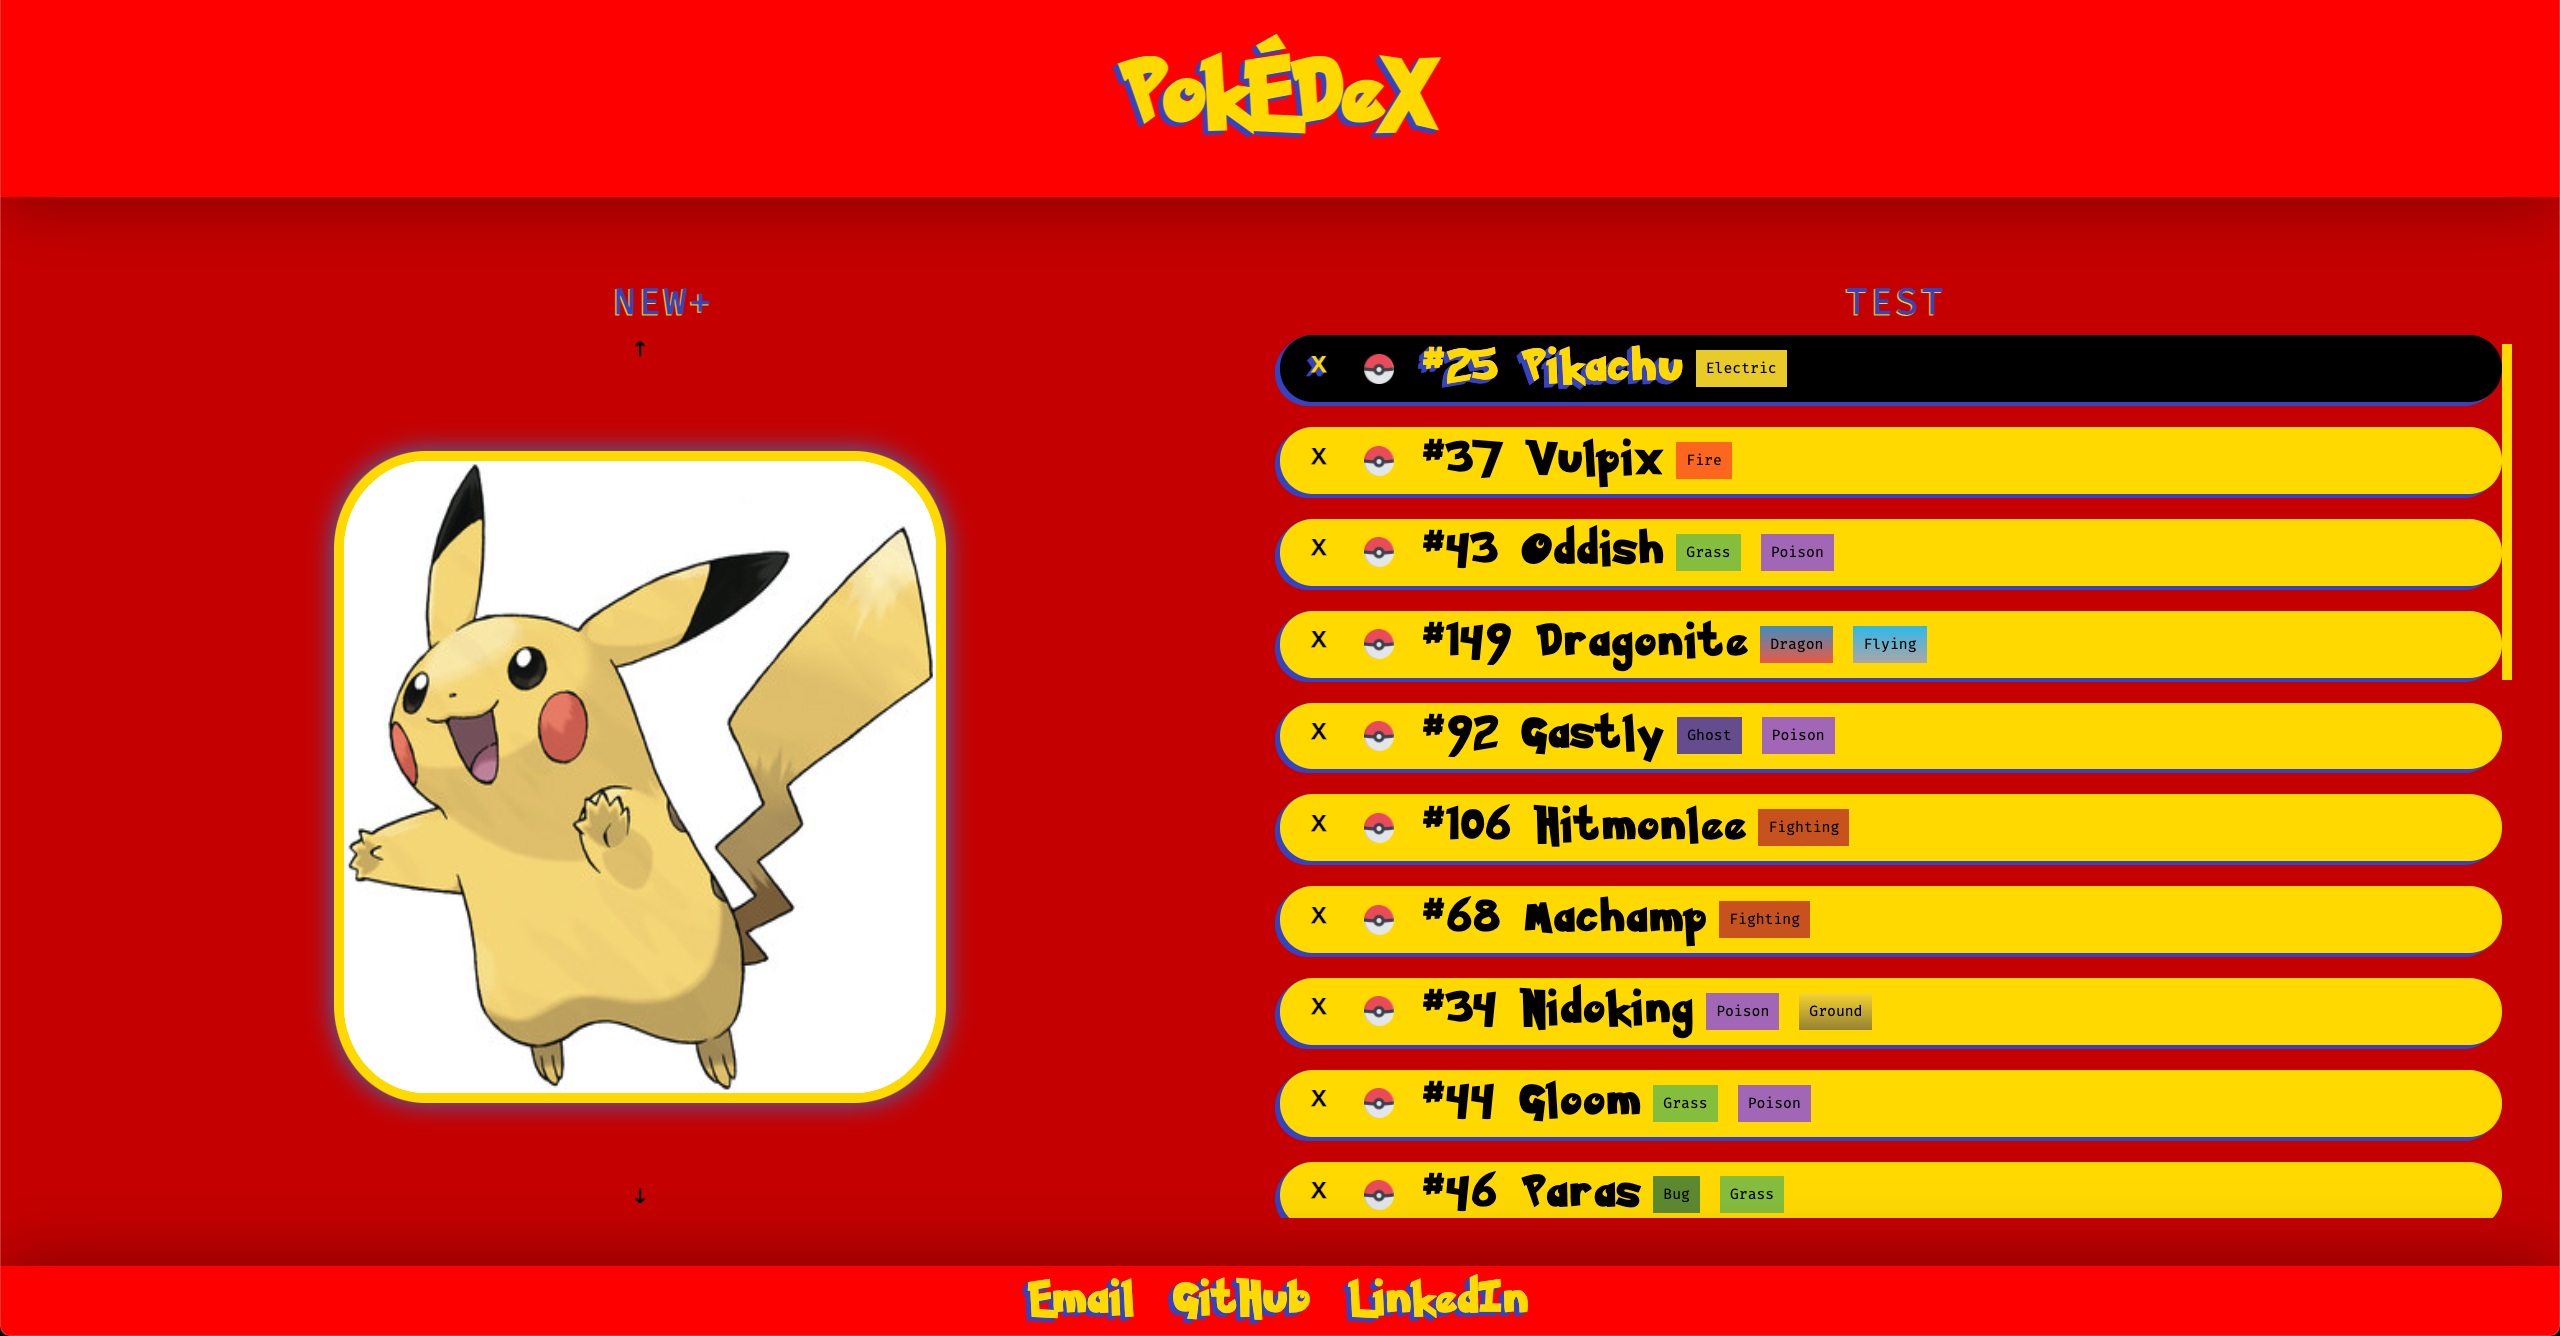 PokÉDeX
NEW+
↑
↓
TEST
X #25 Pikachu Electric
X #37 Vulpix Fire
X #43 Oddish Grass Poison
X #149 Dragonite Dragon Flying
X #92 Gastly Ghost Poison
X #106 Hitmonlee Fighting
X #68 Machamp Fighting
X #34 Nidoking Poison Ground
X #44 Gloom Grass Poison
X #46 Paras Bug Grass
Email GitHub LinkedIn